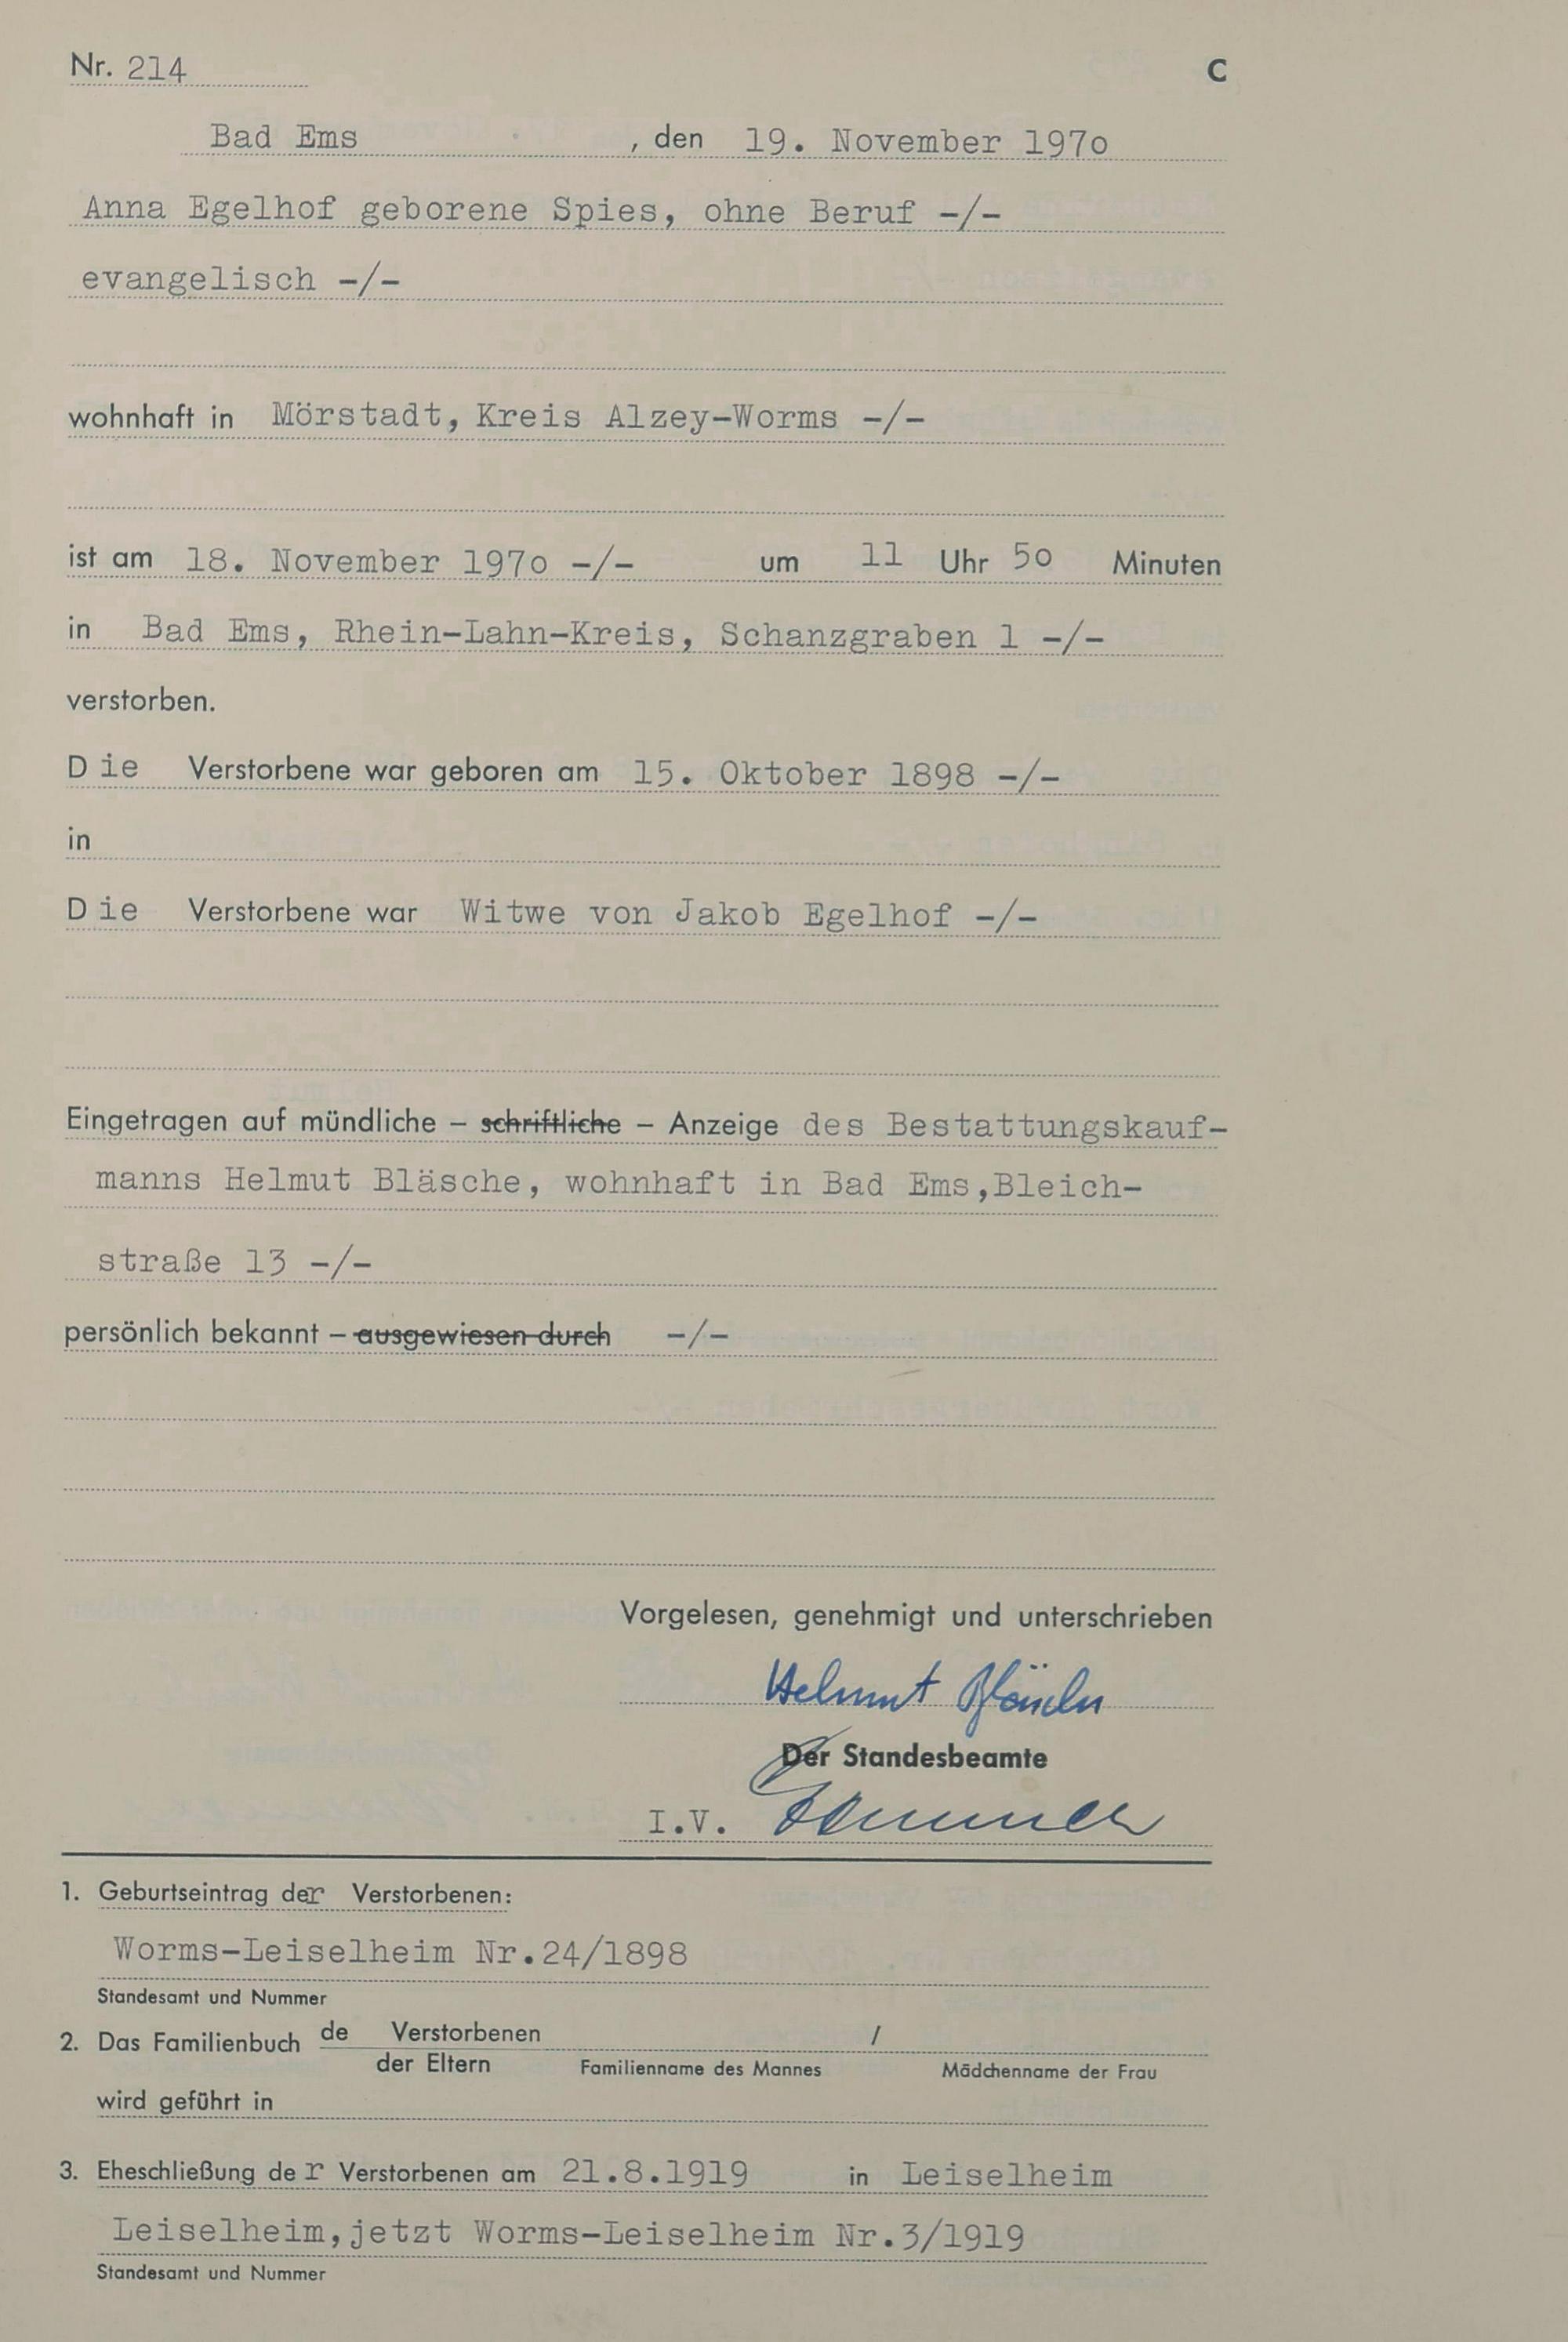 Nr. 214 C
Bad Ems , den 19. November 197o
Anna Egelhof geborene Spies, ohne Beruf -/-
evangelisch -/-
wohnhaft in Mörstadt, Kreis Alzey-Worms -/-
ist am 18. November 197o -/- um 11 Uhr 5o Minuten
in Bad Ems, Rhein-Lahn-Kreis, Schanzgraben 1 -/-
verstorben.
Die Verstorbene war geboren am 15. Oktober 1898 -/-
in
Die Verstorbene war Witwe von Jakob Egelhof -/-
Eingetragen auf mündliche – schriftliche – Anzeige des Bestattungskauf-
manns Helmut Bläsche, wohnhaft in Bad Ems,Bleich-
straße 13 -/-
persönlich bekannt – ausgewiesen durch -/-
Vorgelesen, genehmigt und unterschrieben
Helmut
Der Standesbeamte
I.V.
1. Geburtseintrag der Verstorbenen:
Worms-Leiselheim Nr.24/1898
Standesamt und Nummer
2. Das Familienbuch de Verstorbenen /
der Eltern Familienname des Mannes Mädchenname der Frau
wird geführt in
3. Eheschließung der Verstorbenen am 21.8.1919 in Leiselheim
Leiselheim,jetzt Worms-Leiselheim Nr.3/1919
Standesamt und Nummer